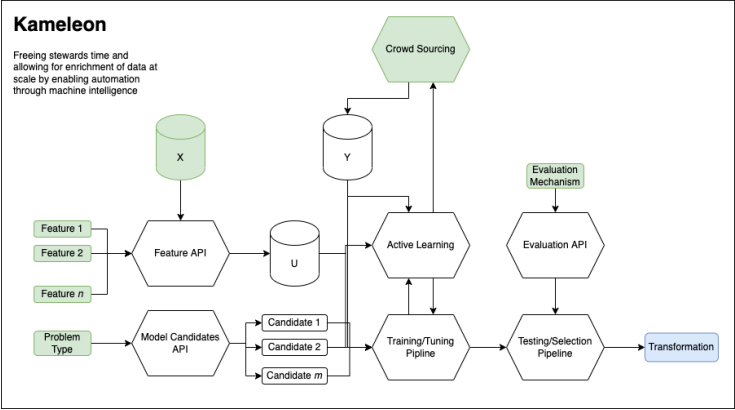 Kameleon
Freeing stewards time and
allowing for enrichment of data at
scale by enabling automation
through machine intelligence
Crowd Sourcing
X
Y
Evaluation
Mechanism
Feature 1
Feature 2
Feature n
Feature API
U
Active Learning
Evaluation API
Problem
Type
Model Candidates
API
Candidate 1
Candidate 2
Candidate m
Training/Tuning
Pipline
Testing/Selection
Pipeline
Transformation